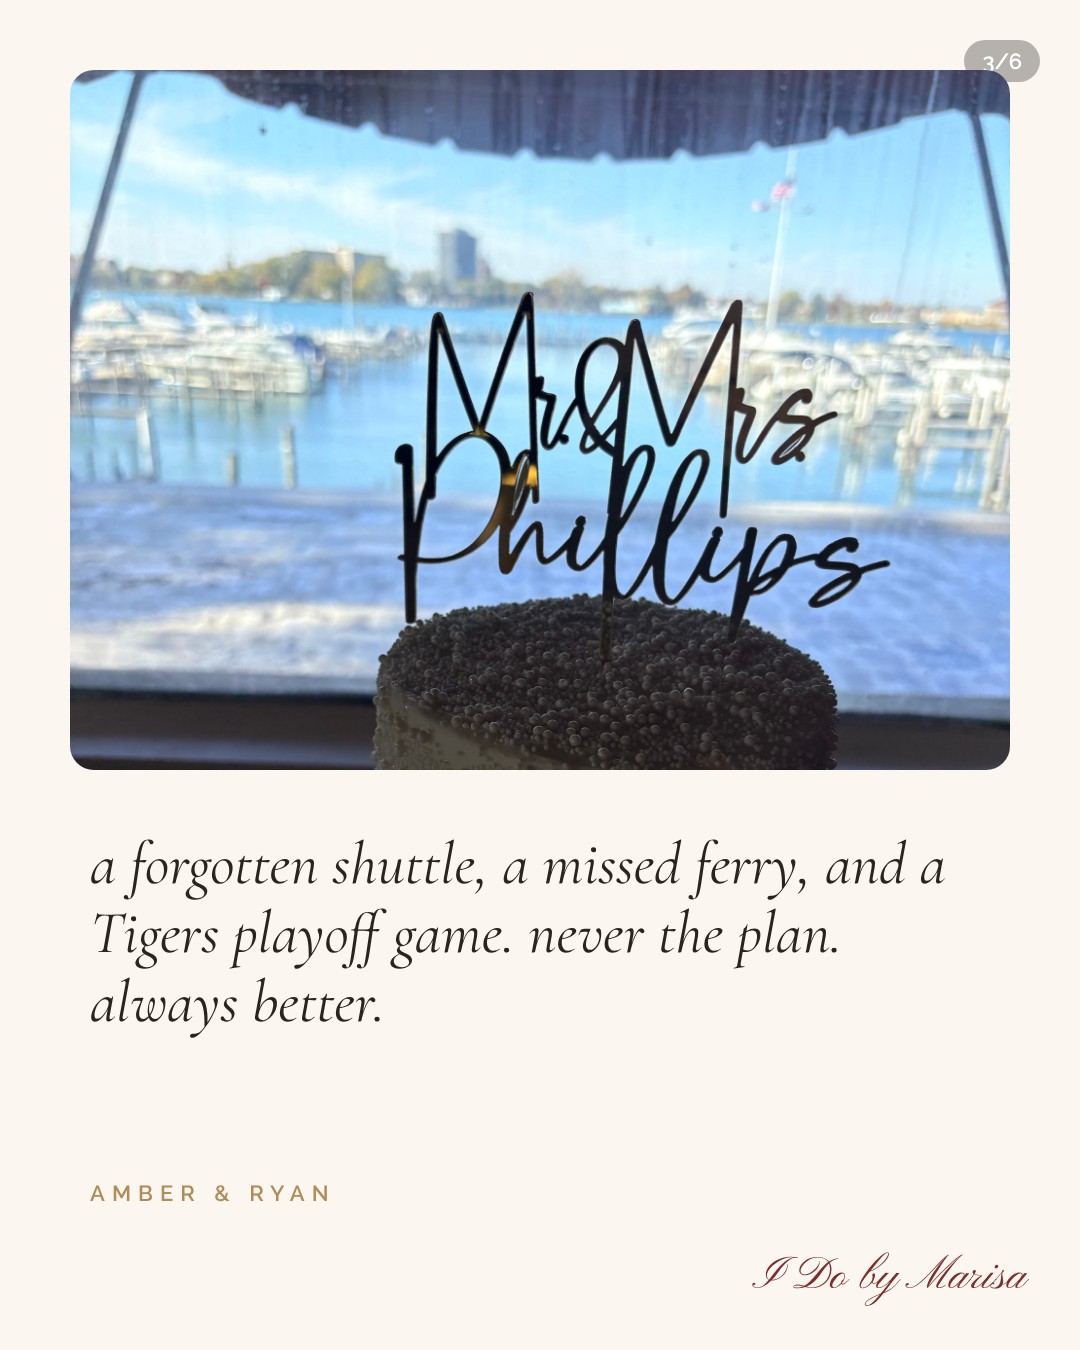 3/6
Mr & Mrs
Phillips
a forgotten shuttle, a missed ferry, and a
Tigers playoff game. never the plan.
always better.
AMBER & RYAN
I Do by Marisa